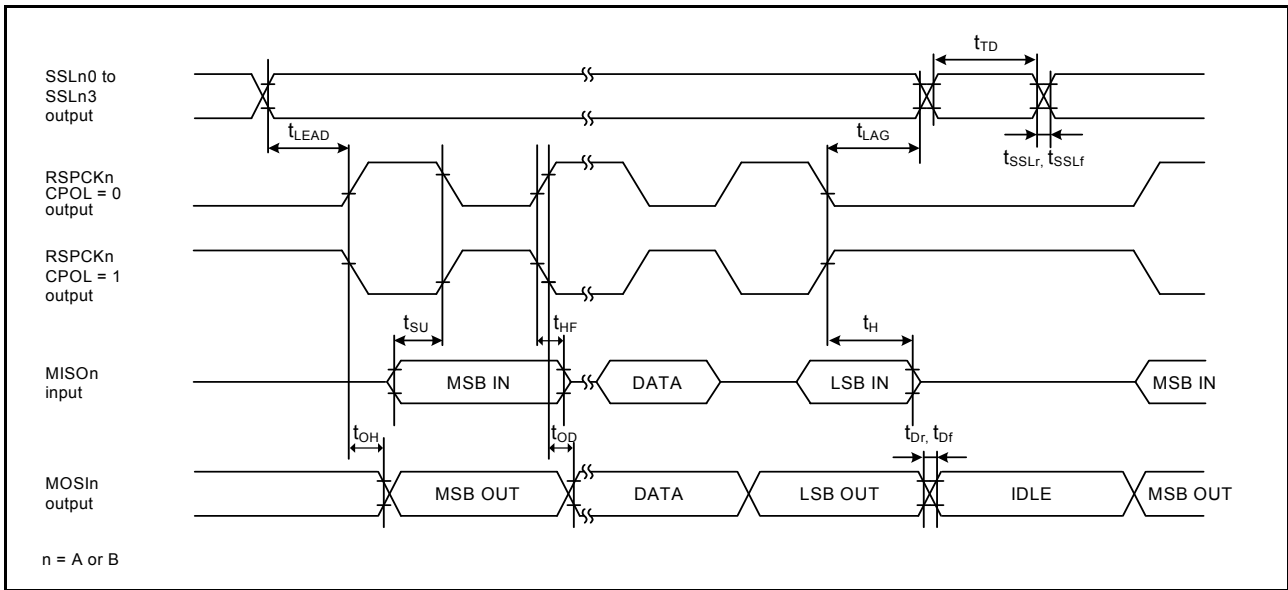 tTD
SSLn0 to
SSLn3
output
tLEAD
tLAG
tSSLr, tSSLf
RSPCKn
CPOL = 0
output
RSPCKn
CPOL = 1
output
tSU
tHF
tH
MISOn
input
MSB IN
DATA
LSB IN
MSB IN
tOH
tOD
tDr, tDf
MOSIn
output
MSB OUT
DATA
LSB OUT
IDLE
MSB OUT
n = A or B